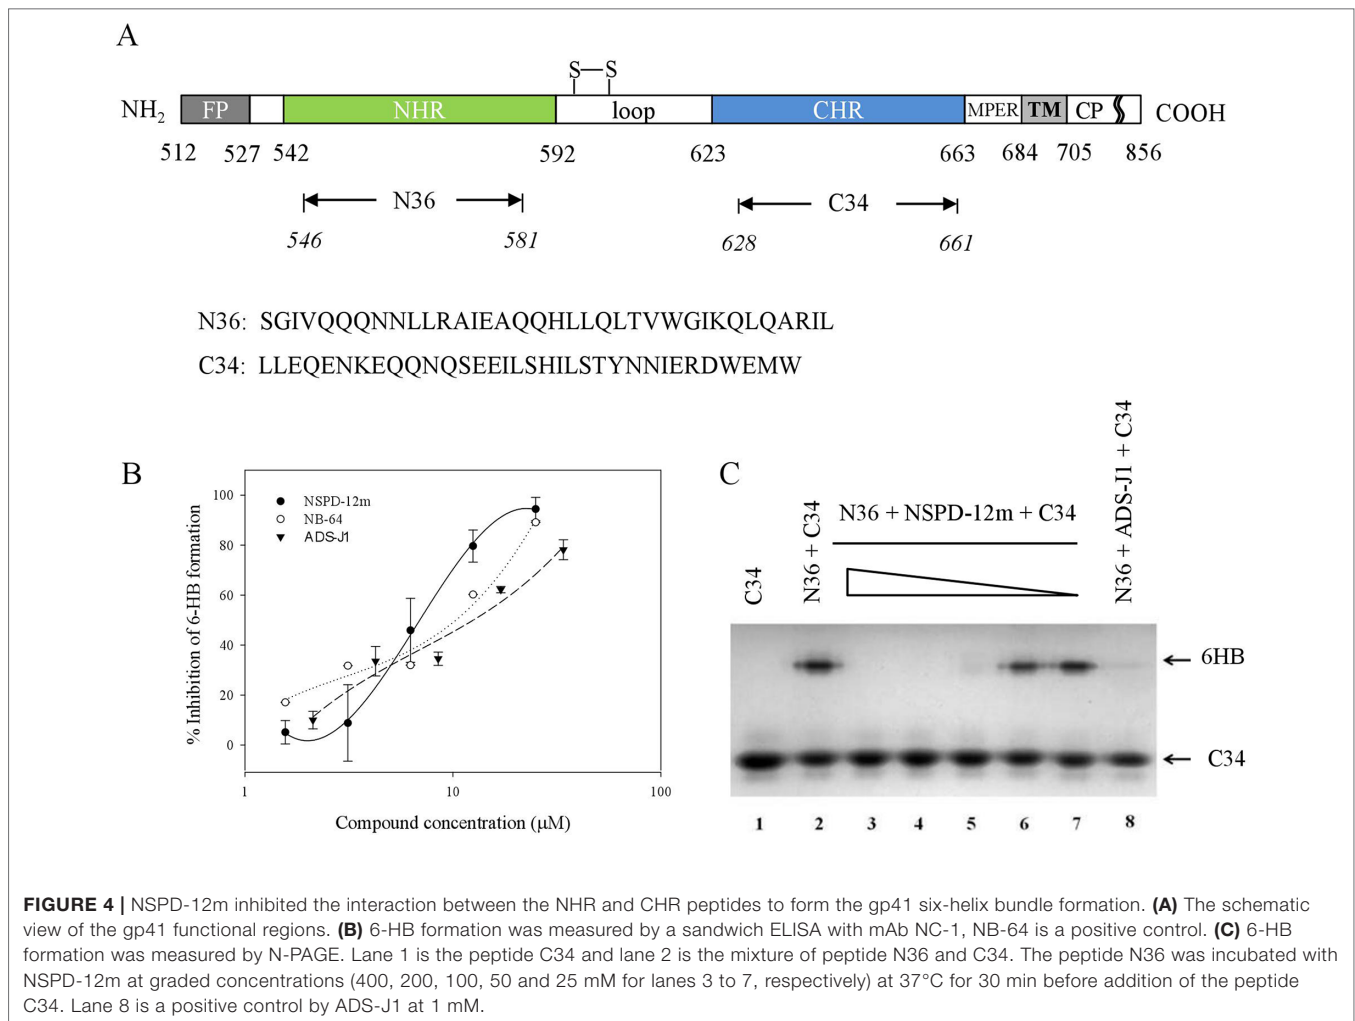 A
S—S
NH2 FP NHR loop CHR MPER TM CP COOH
512 527 542 592 623 663 684 705 856
N36 C34
546 581 628 661
N36: SGIVQQQNNLLRAIEAQQHLLQLTVWGIKQLQARIL
C34: LLEQENKEQQNQSEEILSHILSTYNNIERDWEMW
B
% Inhibition of 6-HB formation
100
80
60
40
20
0
NSPD-12m
NB-64
ADS-J1
1 10 100
Compound concentration (µM)
C
C34
N36 + C34
N36 + NSPD-12m + C34
N36 + ADS-J1 + C34
6HB
C34
1 2 3 4 5 6 7 8
FIGURE 4 | NSPD-12m inhibited the interaction between the NHR and CHR peptides to form the gp41 six-helix bundle formation. (A) The schematic
view of the gp41 functional regions. (B) 6-HB formation was measured by a sandwich ELISA with mAb NC-1, NB-64 is a positive control. (C) 6-HB
formation was measured by N-PAGE. Lane 1 is the peptide C34 and lane 2 is the mixture of peptide N36 and C34. The peptide N36 was incubated with
NSPD-12m at graded concentrations (400, 200, 100, 50 and 25 mM for lanes 3 to 7, respectively) at 37°C for 30 min before addition of the peptide
C34. Lane 8 is a positive control by ADS-J1 at 1 mM.